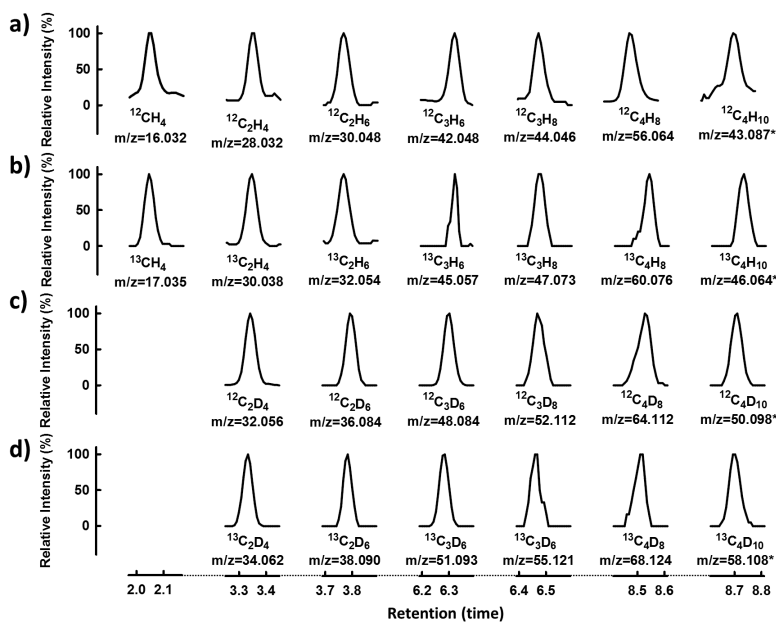 a)
Relative Intensity (%)
100
50
0
¹²CH₄ ¹²C₂H₄ ¹²C₂H₆ ¹²C₃H₆ ¹²C₃H₈ ¹²C₄H₈ ¹²C₄H₁₀
m/z=16.032 m/z=28.032 m/z=30.048 m/z=42.048 m/z=44.046 m/z=56.064 m/z=43.087*
b)
Relative Intensity (%)
100
50
0
¹³CH₄ ¹³C₂H₄ ¹³C₂H₆ ¹³C₃H₆ ¹³C₃H₈ ¹³C₄H₈ ¹³C₄H₁₀
m/z=17.035 m/z=30.038 m/z=32.054 m/z=45.057 m/z=47.073 m/z=60.076 m/z=46.064*
c)
Relative Intensity (%)
100
50
0
¹²C₂D₄ ¹²C₂D₆ ¹²C₃D₆ ¹²C₃D₈ ¹²C₄D₈ ¹²C₄D₁₀
m/z=32.056 m/z=36.084 m/z=48.084 m/z=52.112 m/z=64.112 m/z=50.098*
d)
Relative Intensity (%)
100
50
0
¹³C₂D₄ ¹³C₂D₆ ¹³C₃D₆ ¹³C₃D₆ ¹³C₄D₈ ¹³C₄D₁₀
m/z=34.062 m/z=38.090 m/z=51.093 m/z=55.121 m/z=68.124 m/z=58.108*
2.0 2.1 3.3 3.4 3.7 3.8 6.2 6.3 6.4 6.5 8.5 8.6 8.7 8.8
Retention (time)